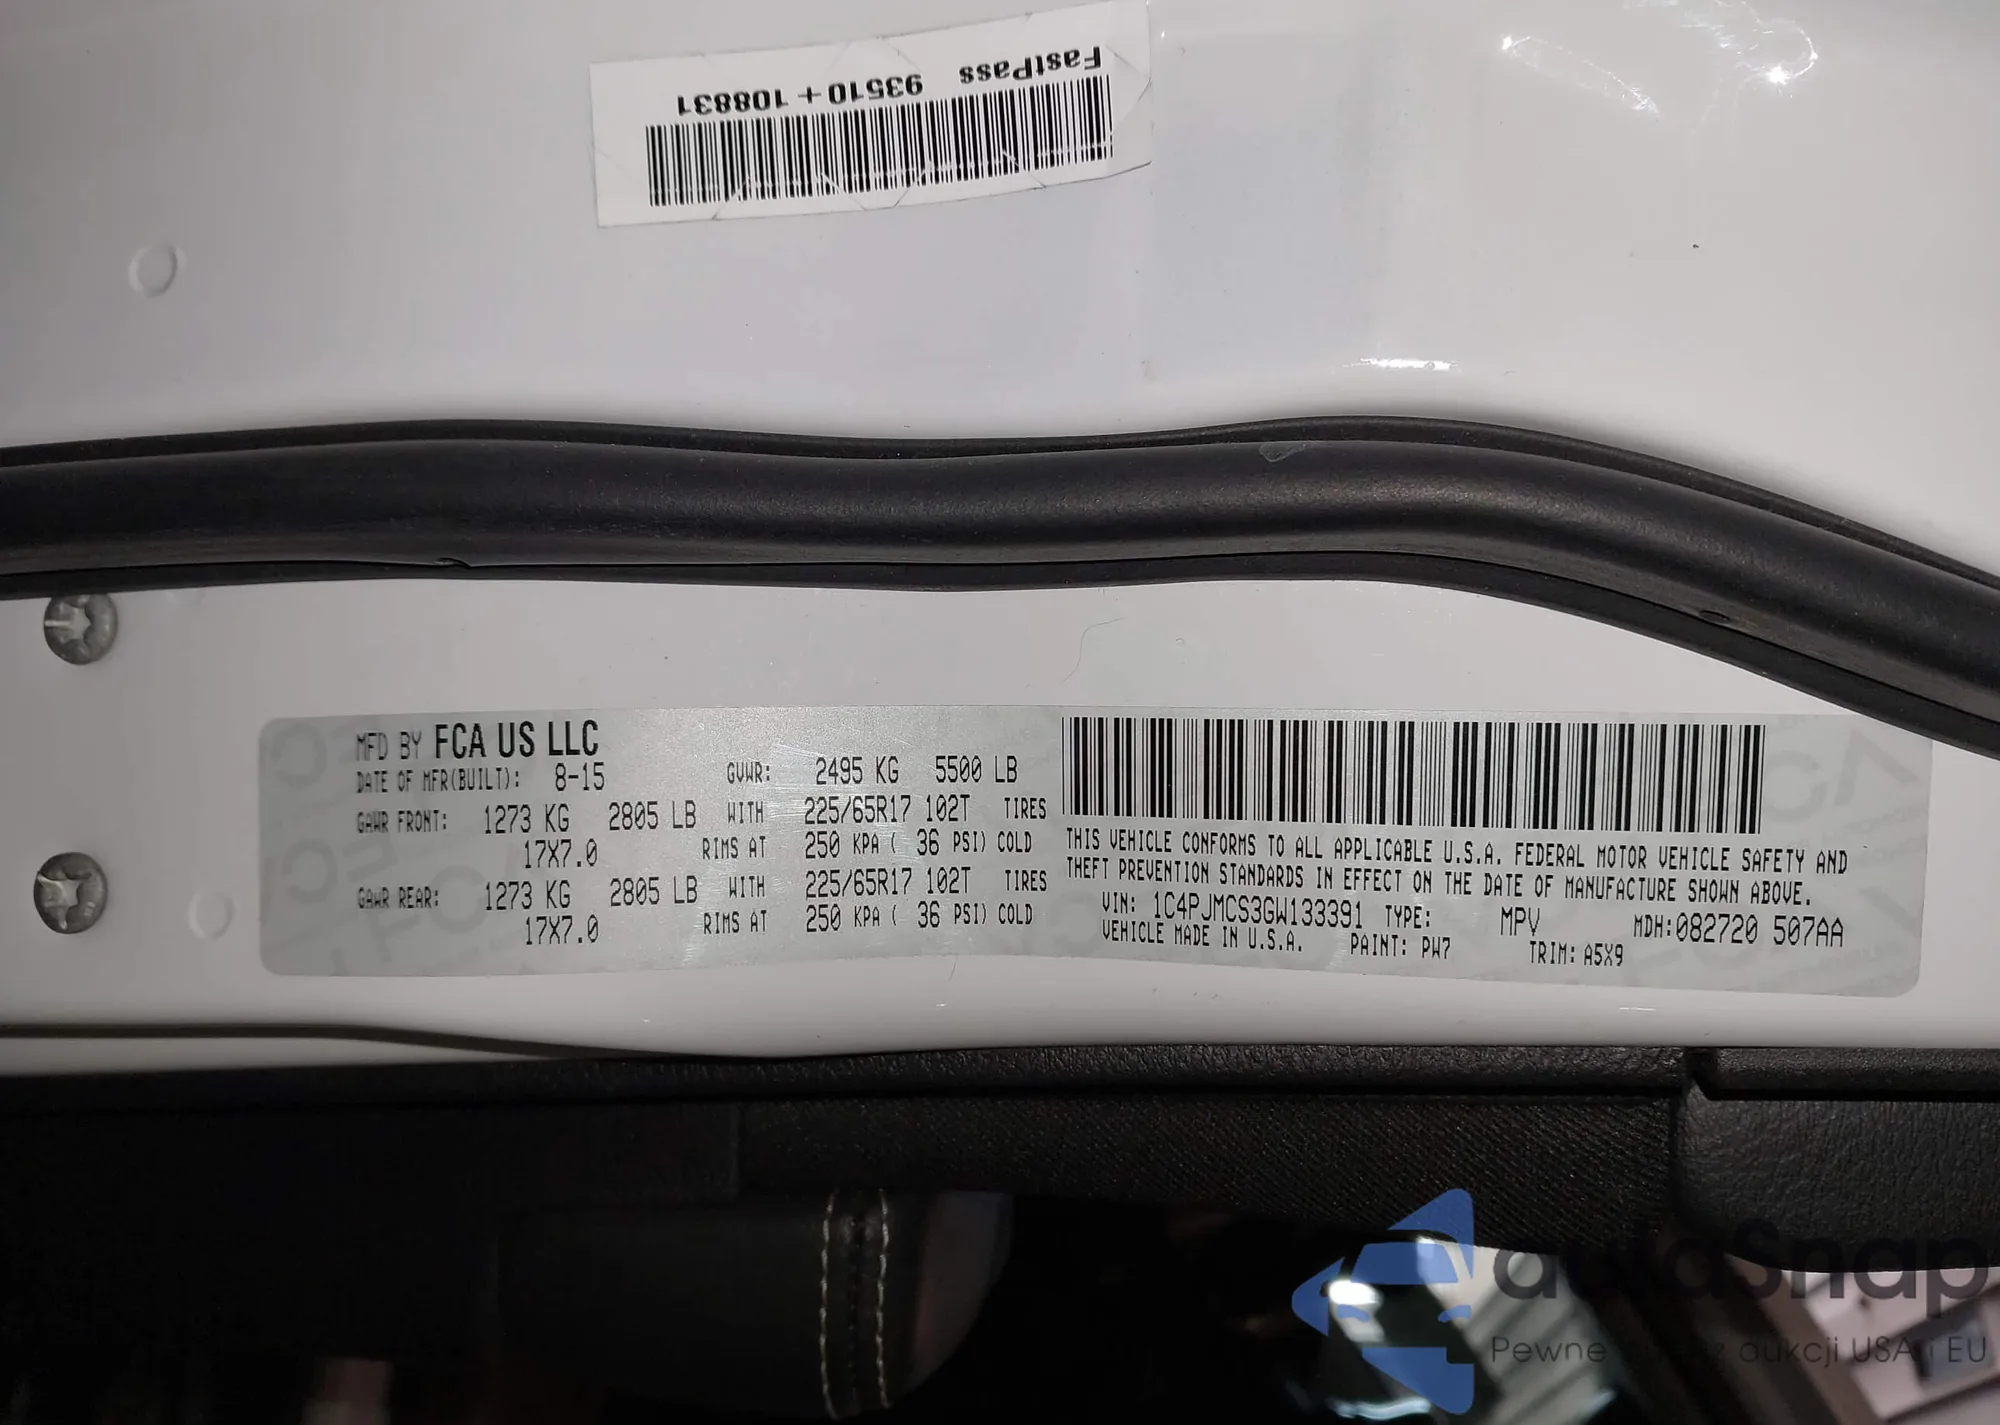 FastPass 93510+108831
MFD BY FCA US LLC
DATE OF MFR(BUILT): 8-15 GVWR: 2495 KG 5500 LB
GAWR FRONT: 1273 KG 2805 LB WITH 225/65R17 102T TIRES
17X7.0 RIMS AT 250 KPA ( 36 PSI) COLD
GAWR REAR: 1273 KG 2805 LB WITH 225/65R17 102T TIRES
17X7.0 RIMS AT 250 KPA ( 36 PSI) COLD
THIS VEHICLE CONFORMS TO ALL APPLICABLE U.S.A. FEDERAL MOTOR VEHICLE SAFETY AND
THEFT PREVENTION STANDARDS IN EFFECT ON THE DATE OF MANUFACTURE SHOWN ABOVE.
VIN: 1C4PJMCS3GW133391 TYPE: MPV MDH:082720 507AA
VEHICLE MADE IN U.S.A. PAINT: PW7 TRIM: A5X9
autoSnap
Pewne aukcji USA i EU